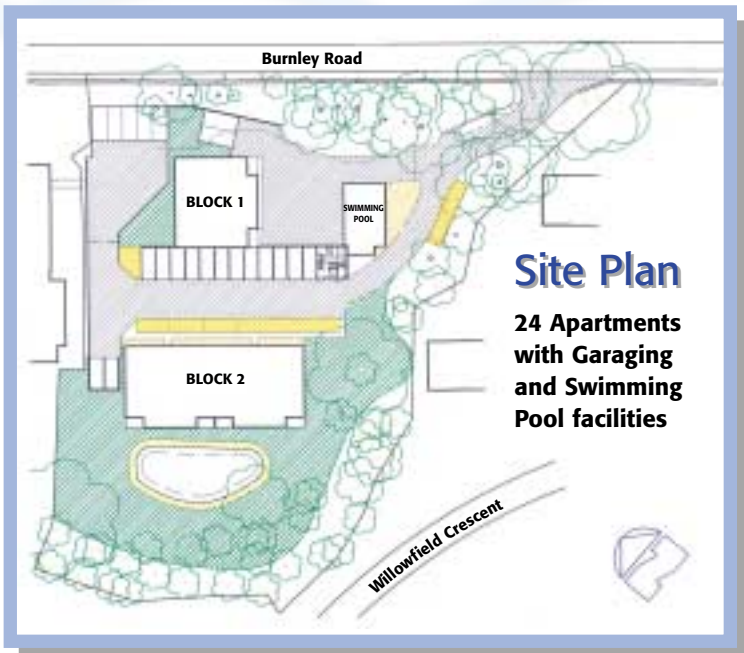 Burnley Road
BLOCK 1
SWIMMING
POOL
Site Plan
24 Apartments
with Garaging
and Swimming
Pool facilities
BLOCK 2
Willowfield Crescent